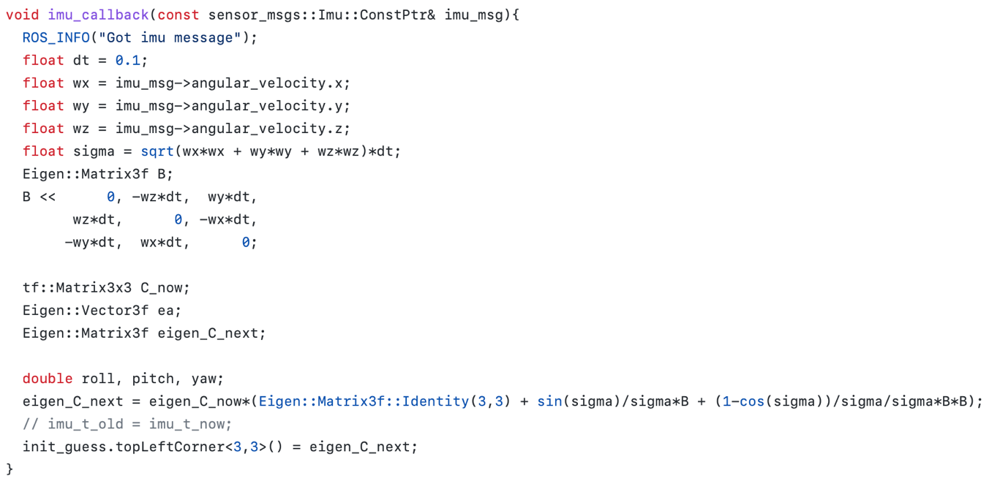 void imu_callback(const sensor_msgs::Imu::ConstPtr& imu_msg){
  ROS_INFO("Got imu message");
  float dt = 0.1;
  float wx = imu_msg->angular_velocity.x;
  float wy = imu_msg->angular_velocity.y;
  float wz = imu_msg->angular_velocity.z;
  float sigma = sqrt(wx*wx + wy*wy + wz*wz)*dt;
  Eigen::Matrix3f B;
  B <<      0, -wz*dt,  wy*dt,
        wz*dt,      0, -wx*dt,
       -wy*dt,  wx*dt,      0;

  tf::Matrix3x3 C_now;
  Eigen::Vector3f ea;
  Eigen::Matrix3f eigen_C_next;

  double roll, pitch, yaw;
  eigen_C_next = eigen_C_now*(Eigen::Matrix3f::Identity(3,3) + sin(sigma)/sigma*B + (1-cos(sigma))/sigma/sigma*B*B);
  // imu_t_old = imu_t_now;
  init_guess.topLeftCorner<3,3>() = eigen_C_next;
}